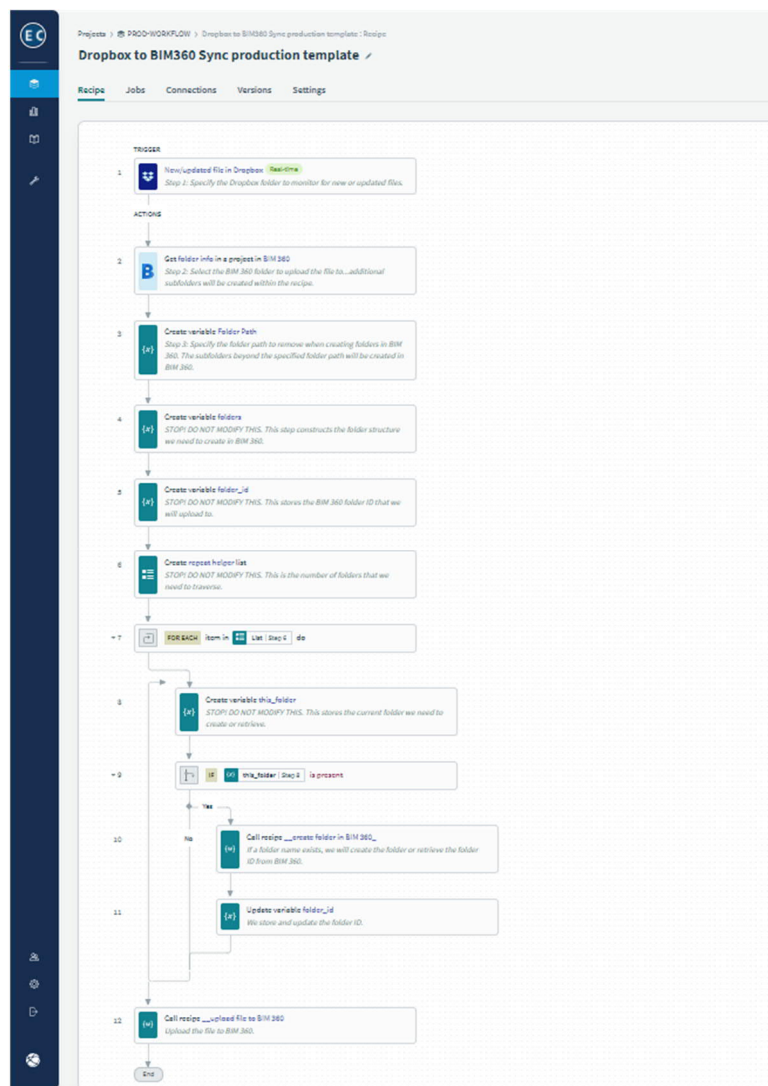 EC
Projects > PROD-WORKFLOW > Dropbox to BIM360 Sync production template : Recipe
Dropbox to BIM360 Sync production template
Recipe Jobs Connections Versions Settings
TRIGGER
1 New/updated file in Dropbox Real-time
Step 1: Specify the Dropbox folder to monitor for new or updated files.
ACTIONS
2 Get folder info in a project in BIM 360
Step 2: Select the BIM 360 folder to upload the file to...additional
subfolders will be created within the recipe.
3 Create variable Folder Path
Step 3: Specify the folder path to remove when creating folders in BIM
360. The subfolders beyond the specified folder path will be created in
BIM 360.
4 Create variable folders
STOP! DO NOT MODIFY THIS. This step constructs the folder structure
we need to create in BIM 360.
5 Create variable folder_id
STOP! DO NOT MODIFY THIS. This stores the BIM 360 folder ID that we
will upload to.
6 Create repeat helper list
STOP! DO NOT MODIFY THIS. This is the number of folders that we
need to traverse.
7 FOR EACH item in List | Step 6 do
8 Create variable this_folder
STOP! DO NOT MODIFY THIS. This stores the current folder we need to
create or retrieve.
9 IF this_folder | Step 8 is present
Yes
No
10 Call recipe __create folder in BIM 360_
If a folder name exists, we will create the folder or retrieve the folder
ID from BIM 360.
11 Update variable folder_id
We store and update the folder ID.
12 Call recipe __upload file to BIM 360
Upload the file to BIM 360.
End